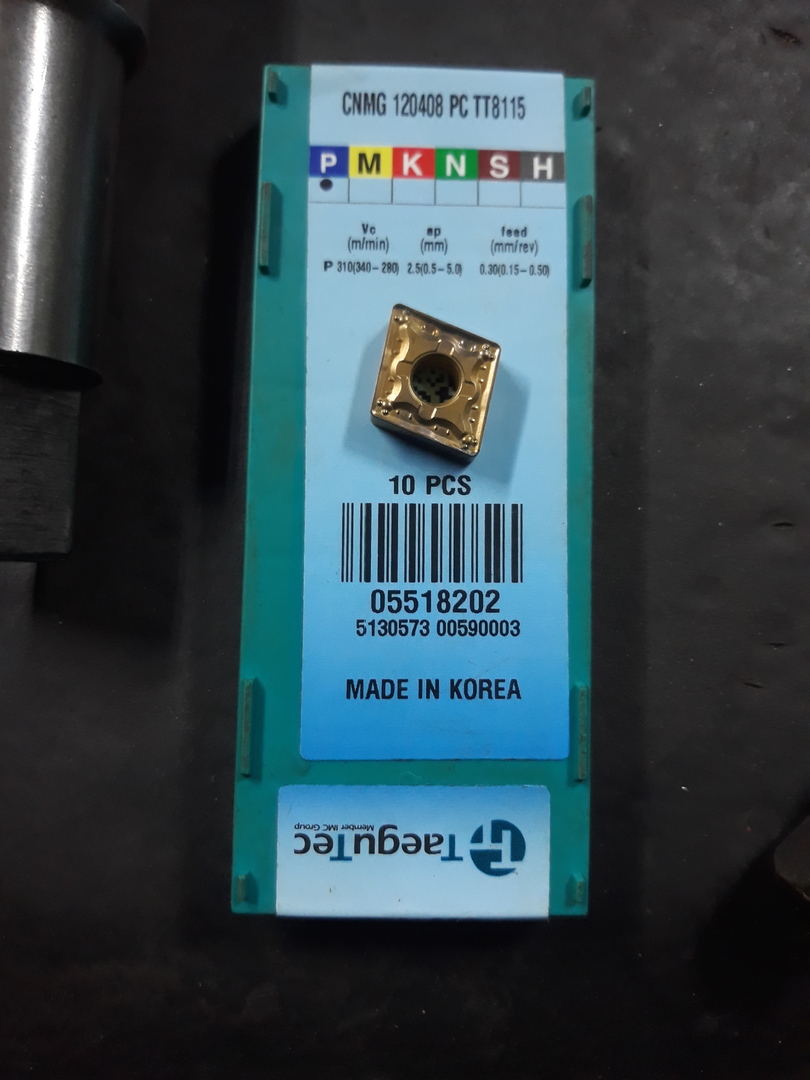 CNMG 120408 PC TT8115
P M K N S H
Vc ap feed
(m/min) (mm) (mm/rev)
P 310(340-280) 2.5(0.5-5.0) 0.30(0.15-0.50)
10 PCS
05518202
5130573 00590003
MADE IN KOREA
TaeguTec
Member IMC Group